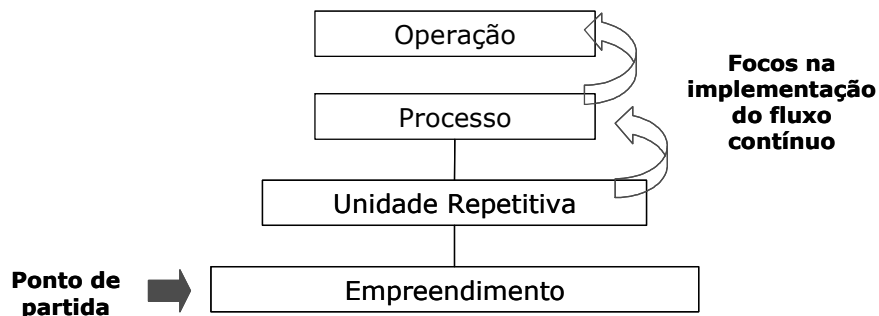 Operação
Focos na
implementação
do fluxo
contínuo
Processo
Unidade Repetitiva
Ponto de
partida
Empreendimento